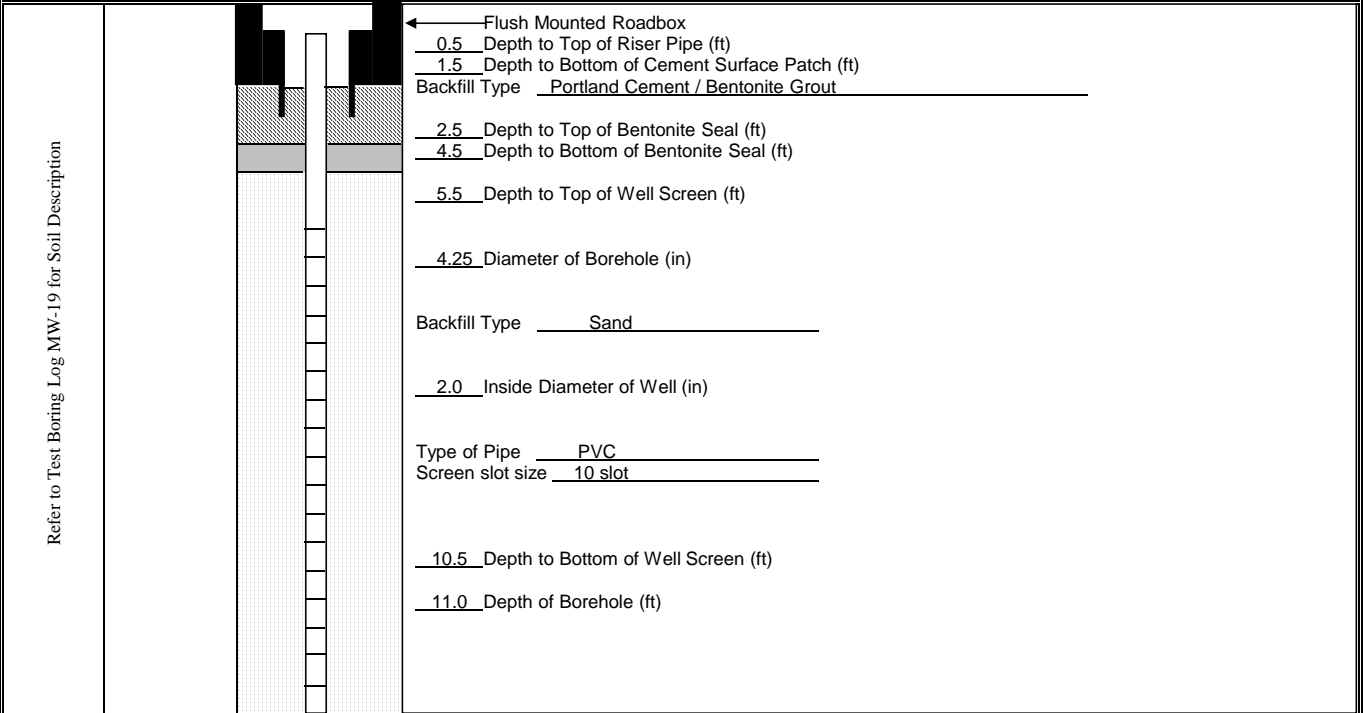 Refer to Test Boring Log MW-19 for Soil Description
Flush Mounted Roadbox
0.5 Depth to Top of Riser Pipe (ft)
1.5 Depth to Bottom of Cement Surface Patch (ft)
Backfill Type Portland Cement / Bentonite Grout
2.5 Depth to Top of Bentonite Seal (ft)
4.5 Depth to Bottom of Bentonite Seal (ft)
5.5 Depth to Top of Well Screen (ft)
4.25 Diameter of Borehole (in)
Backfill Type Sand
2.0 Inside Diameter of Well (in)
Type of Pipe PVC
Screen slot size 10 slot
10.5 Depth to Bottom of Well Screen (ft)
11.0 Depth of Borehole (ft)